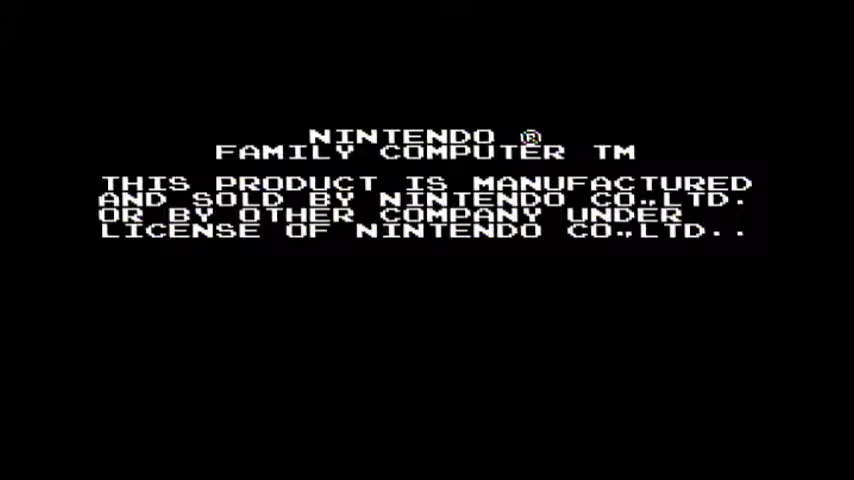 NINTENDO ®
FAMILY COMPUTER TM
THIS PRODUCT IS MANUFACTURED
AND SOLD BY NINTENDO CO.,LTD.
OR BY OTHER COMPANY UNDER
LICENSE OF NINTENDO CO.,LTD..